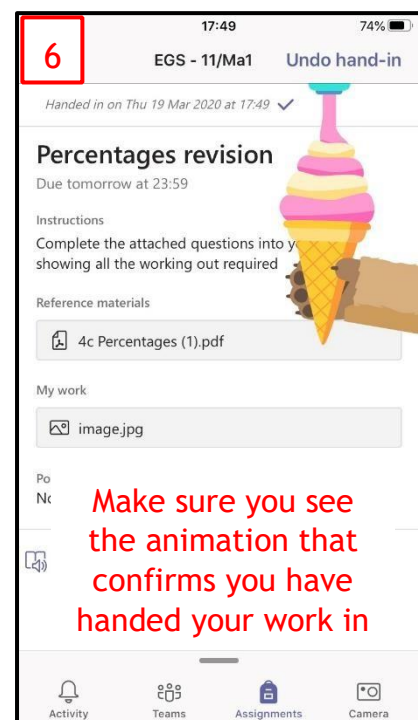 17:49
74%
6
EGS - 11/Ma1
Undo hand-in
Handed in on Thu 19 Mar 2020 at 17:49
Percentages revision
Due tomorrow at 23:59
Instructions
Complete the attached questions into
showing all the working out required
Reference materials
4c Percentages (1).pdf
My work
image.jpg
Make sure you see
the animation that
confirms you have
handed your work in
Activity
Teams
Assignments
Camera